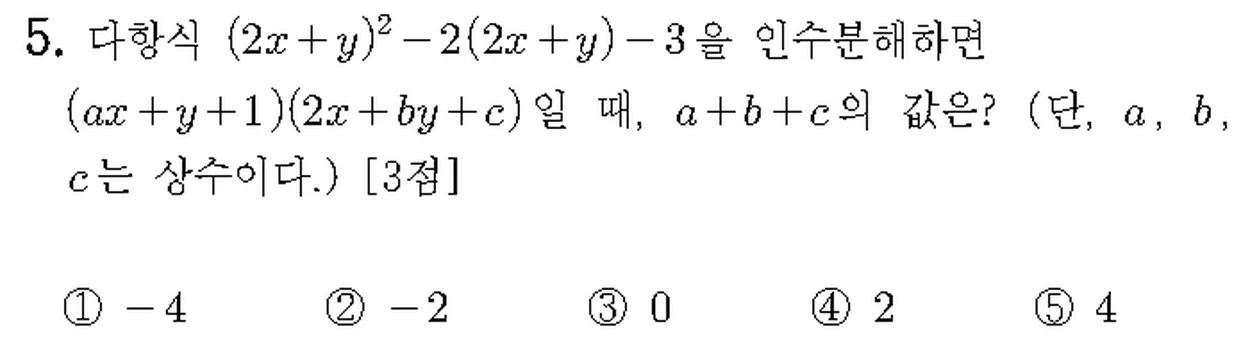 5. 다항식 (2x+y)²-2(2x+y)-3을 인수분해하면
(ax+y+1)(2x+by+c)일 때, a+b+c의 값은? (단, a, b,
c는 상수이다.) [3점]
① -4 ② -2 ③ 0 ④ 2 ⑤ 4